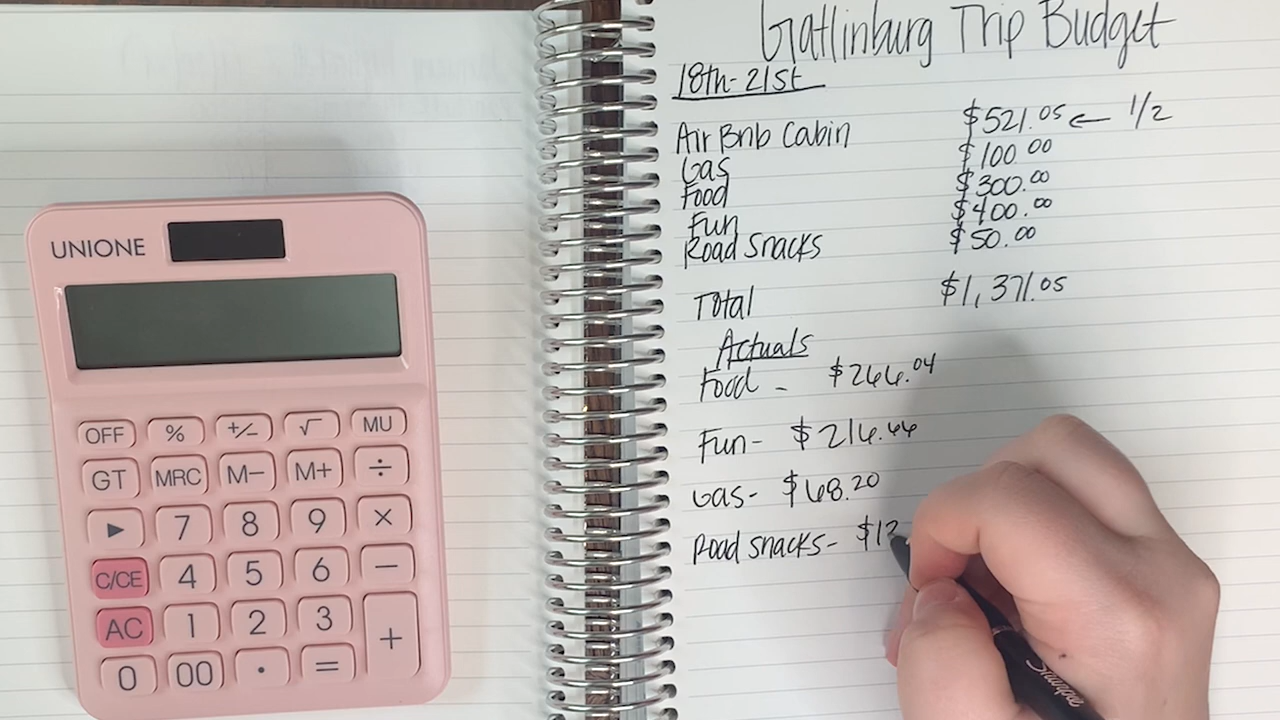 Gatlinburg Trip Budget
18th-21st
Air Bnb Cabin $521.05 ← 1/2
Gas $100.00
Food $300.00
Fun $400.00
Road Snacks $50.00
Total $1,371.05
Actuals
Food - $266.04
Fun- $216.44
Gas- $68.20
Road snacks- $12
UNIONE
OFF % +/− √ MU
GT MRC M− M+ ÷
▶ 7 8 9 ×
C/CE 4 5 6 −
AC 1 2 3 +
0 00 . =
Sharpie